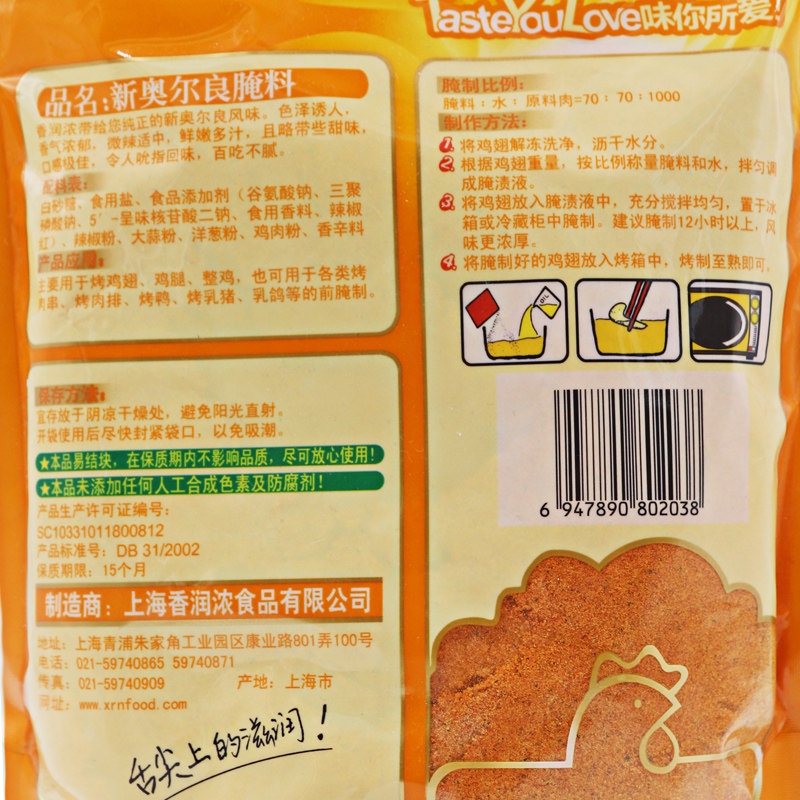 TasteYouLove味你所爱!
品名:新奥尔良腌料
香润浓带给您纯正的新奥尔良风味。色泽诱人，
香气浓郁，微辣适中，鲜嫩多汁，且略带些甜味，
口感极佳，令人吮指回味，百吃不腻。
配料表:
白砂糖、食用盐、食品添加剂（谷氨酸钠、三聚
磷酸钠、5′-呈味核苷酸二钠、食用香料、辣椒
红）、辣椒粉、大蒜粉、洋葱粉、鸡肉粉、香辛料
产品应用:
主要用于烤鸡翅、鸡腿、整鸡，也可用于各类烤
肉串、烤肉排、烤鸭、烤乳猪、乳鸽等的前腌制。
保存方法:
宜存放于阴凉干燥处，避免阳光直射。
开袋使用后尽快封紧袋口，以免吸潮。
★本品易结块，在保质期内不影响品质，尽可放心使用！
★本品未添加任何人工合成色素及防腐剂！
产品生产许可证编号:
SC10331011800812
产品标准号: DB 31/2002
保质期限: 15个月
制造商: 上海香润浓食品有限公司
地址: 上海青浦朱家角工业园区康业路801弄100号
电话: 021-59740865 59740871
传真: 021-59740909 产地: 上海市
网址: www.xrnfood.com
舌尖上的滋润!
腌制比例:
腌料:水:原料肉=70:70:1000
制作方法:
1. 将鸡翅解冻洗净，沥干水分。
2. 根据鸡翅重量，按比例称量腌料和水，拌匀调
成腌渍液。
3. 将鸡翅放入腌渍液中，充分搅拌均匀，置于冰
箱或冷藏柜中腌制。建议腌制12小时以上，风
味更浓厚。
4. 将腌制好的鸡翅放入烤箱中，烤制至熟即可。
OIL
6 947890 802038